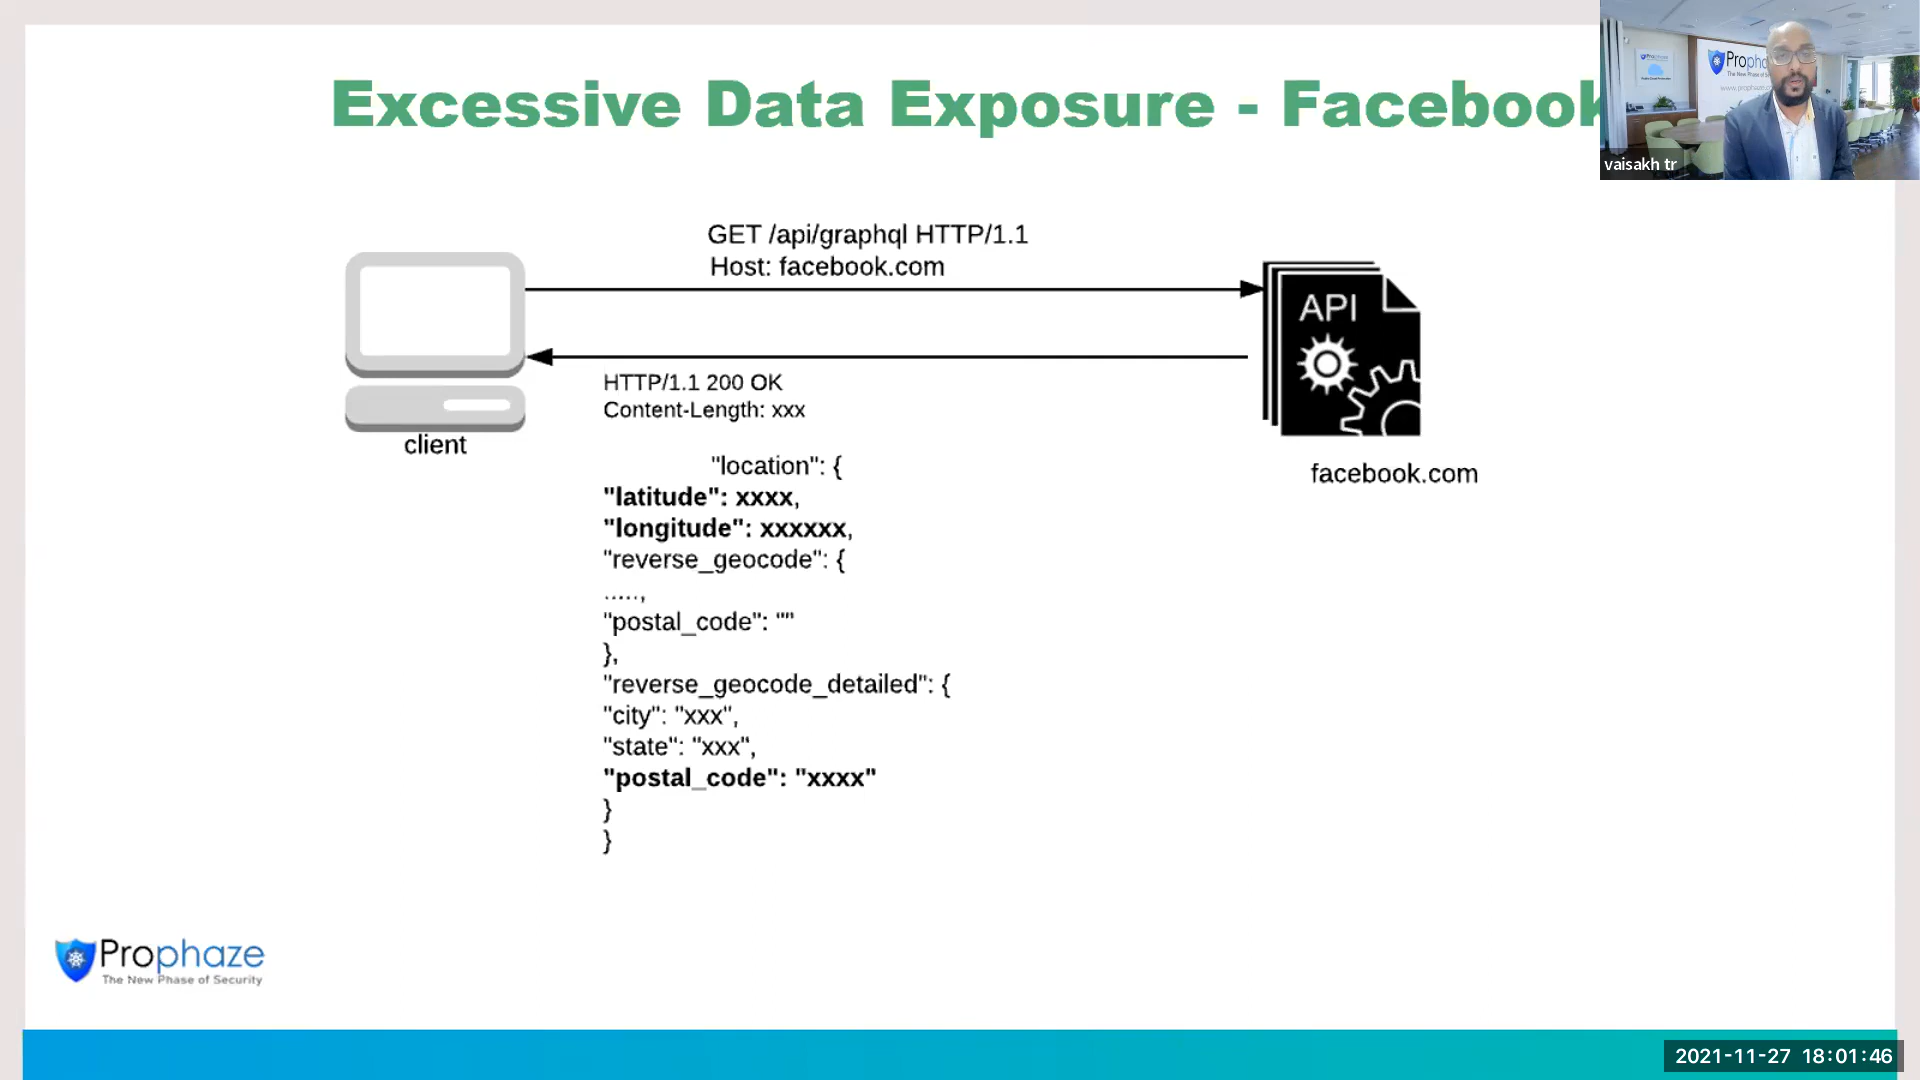 Excessive Data Exposure - Facebook
Prophaze
vaisakh tr
GET /api/graphql HTTP/1.1
Host: facebook.com
API
HTTP/1.1 200 OK
Content-Length: xxx
client
facebook.com
"location": {
"latitude": xxxx,
"longitude": xxxxxx,
"reverse_geocode": {
.....,
"postal_code": ""
},
"reverse_geocode_detailed": {
"city": "xxx",
"state": "xxx",
"postal_code": "xxxx"
}
}
Prophaze
The New Phase of Security
2021-11-27 18:01:46